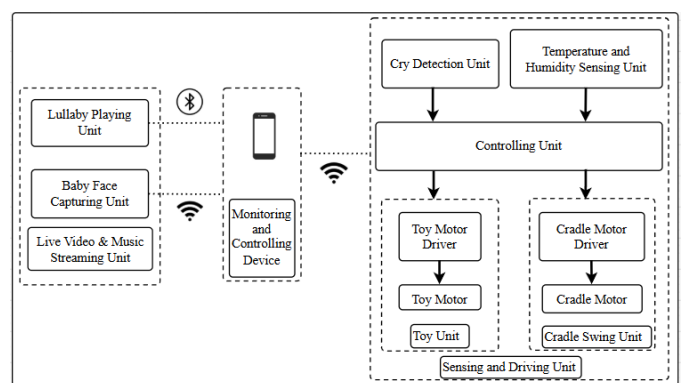 Lullaby Playing
Unit
Baby Face
Capturing Unit
Live Video & Music
Streaming Unit
Monitoring
and
Controlling
Device
Cry Detection Unit
Temperature and
Humidity Sensing Unit
Controlling Unit
Toy Motor
Driver
Toy Motor
Toy Unit
Cradle Motor
Driver
Cradle Motor
Cradle Swing Unit
Sensing and Driving Unit